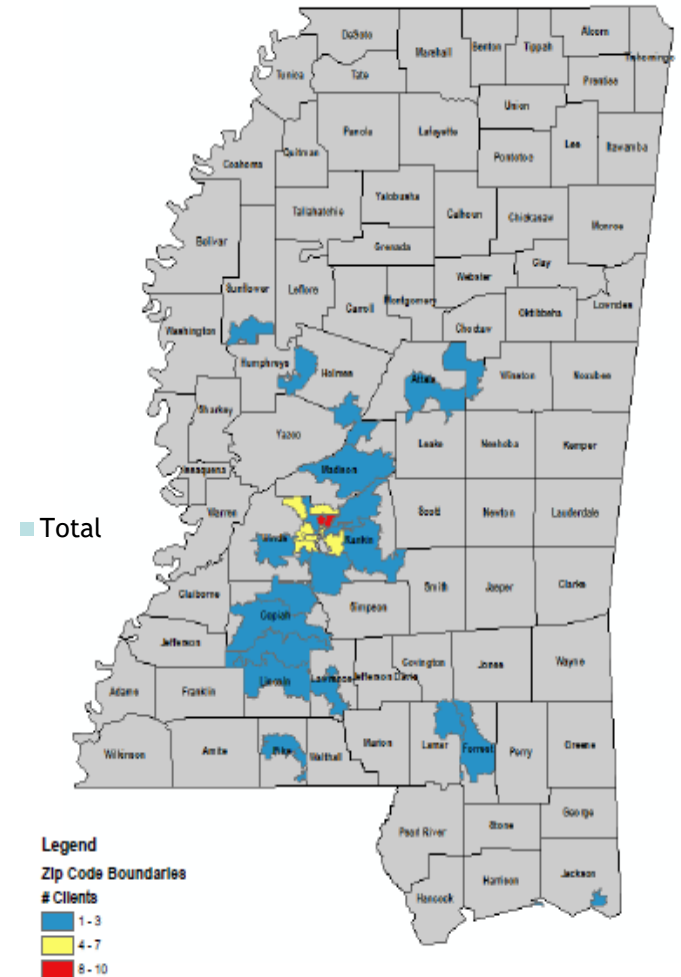 DeSoto
Marshall
Benton
Tippah
Alcorn
Tishomingo
Tunica
Tate
Prentiss
Union
Panola
Lafayette
Quitman
Coahoma
Pontotoc
Lee
Itawamba
Tallahatchie
Yalobusha
Calhoun
Chickasaw
Monroe
Bolivar
Grenada
Sunflower
Leflore
Carroll
Montgomery
Webster
Clay
Oktibbeha
Lowndes
Washington
Choctaw
Humphreys
Holmes
Attala
Winston
Noxubee
Sharkey
Yazoo
Leake
Neshoba
Kemper
Issaquena
Madison
Warren
Scott
Newton
Lauderdale
Total
Hinds
Rankin
Claiborne
Copiah
Simpson
Smith
Jasper
Clarke
Jefferson
Covington
Jones
Wayne
Adams
Franklin
Lincoln
Lawrence
Jefferson Davis
Wilkinson
Amite
Pike
Walthall
Marion
Lamar
Forrest
Perry
Greene
Pearl River
Stone
George
Hancock
Harrison
Jackson
Legend
Zip Code Boundaries
# Clients
1 - 3
4 - 7
8 - 10